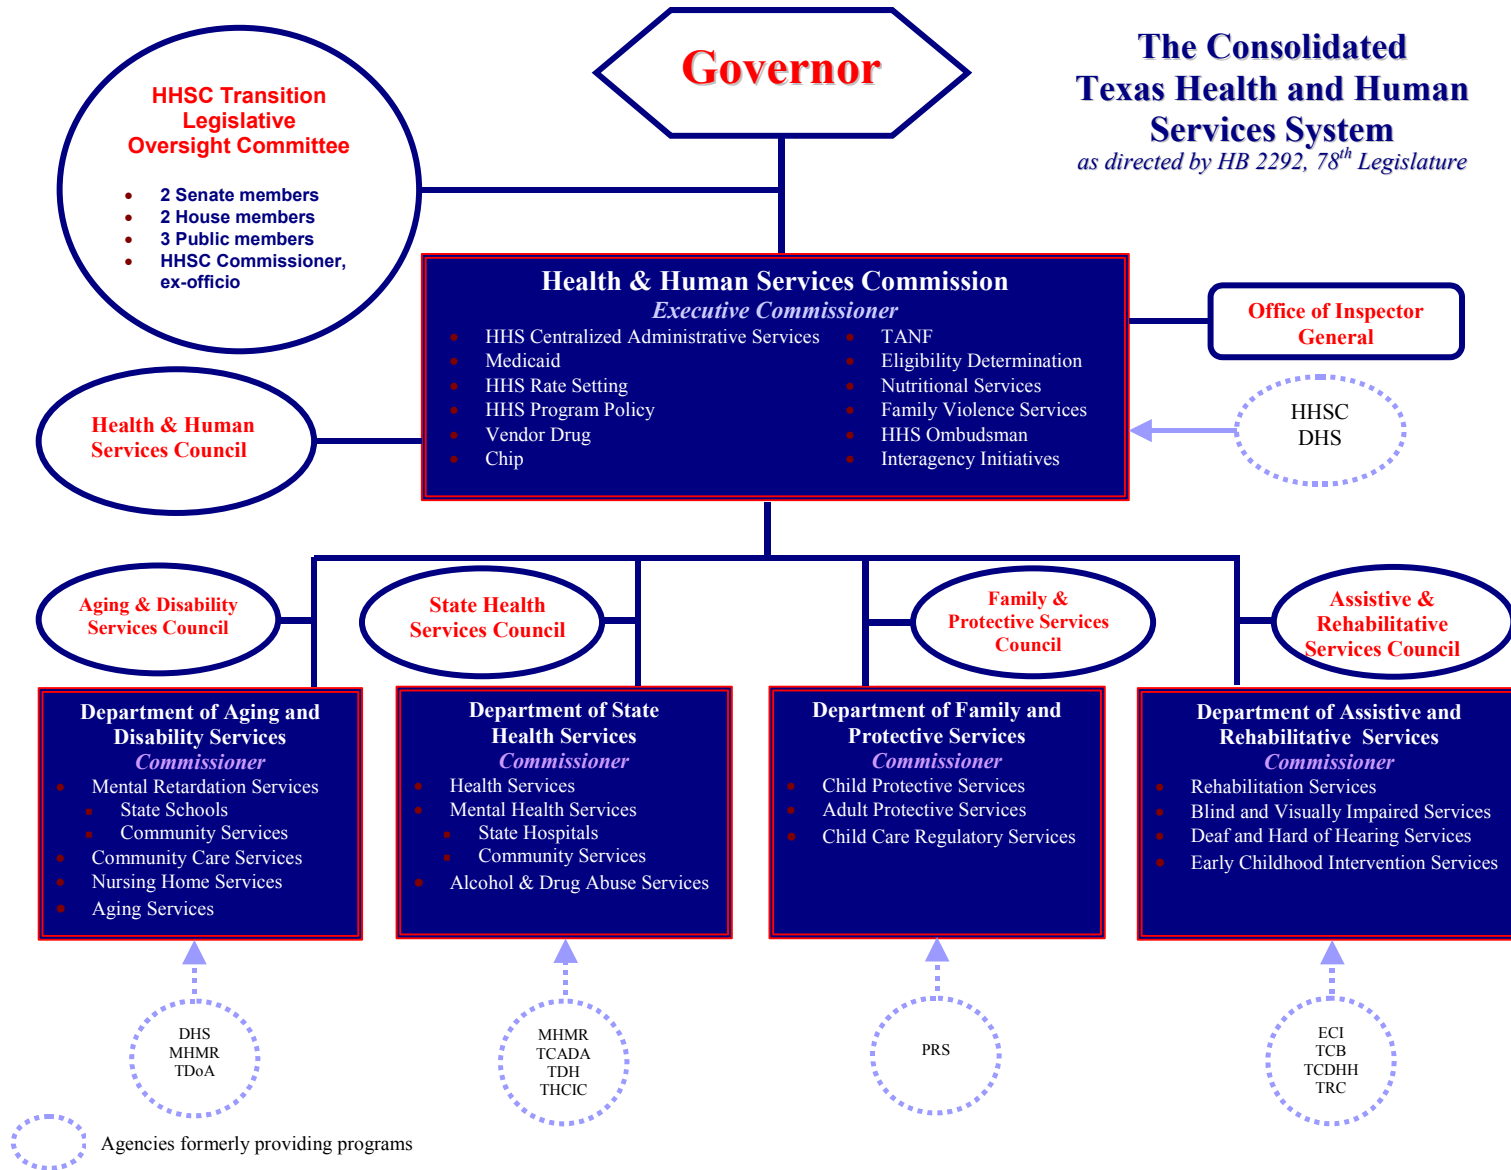 Governor
The Consolidated
Texas Health and Human
Services System
as directed by HB 2292, 78th Legislature
HHSC Transition
Legislative
Oversight Committee
• 2 Senate members
• 2 House members
• 3 Public members
• HHSC Commissioner,
ex-officio
Health & Human Services Commission
Executive Commissioner
• HHS Centralized Administrative Services
• Medicaid
• HHS Rate Setting
• HHS Program Policy
• Vendor Drug
• Chip
• TANF
• Eligibility Determination
• Nutritional Services
• Family Violence Services
• HHS Ombudsman
• Interagency Initiatives
Office of Inspector
General
Health & Human
Services Council
HHSC
DHS
Aging & Disability
Services Council
State Health
Services Council
Family &
Protective Services
Council
Assistive &
Rehabilitative
Services Council
Department of Aging and
Disability Services
Commissioner
• Mental Retardation Services
▪ State Schools
▪ Community Services
• Community Care Services
• Nursing Home Services
• Aging Services
Department of State
Health Services
Commissioner
• Health Services
• Mental Health Services
▪ State Hospitals
▪ Community Services
• Alcohol & Drug Abuse Services
Department of Family and
Protective Services
Commissioner
• Child Protective Services
• Adult Protective Services
• Child Care Regulatory Services
Department of Assistive and
Rehabilitative Services
Commissioner
• Rehabilitation Services
• Blind and Visually Impaired Services
• Deaf and Hard of Hearing Services
• Early Childhood Intervention Services
DHS
MHMR
TDoA
MHMR
TCADA
TDH
THCIC
PRS
ECI
TCB
TCDHH
TRC
Agencies formerly providing programs